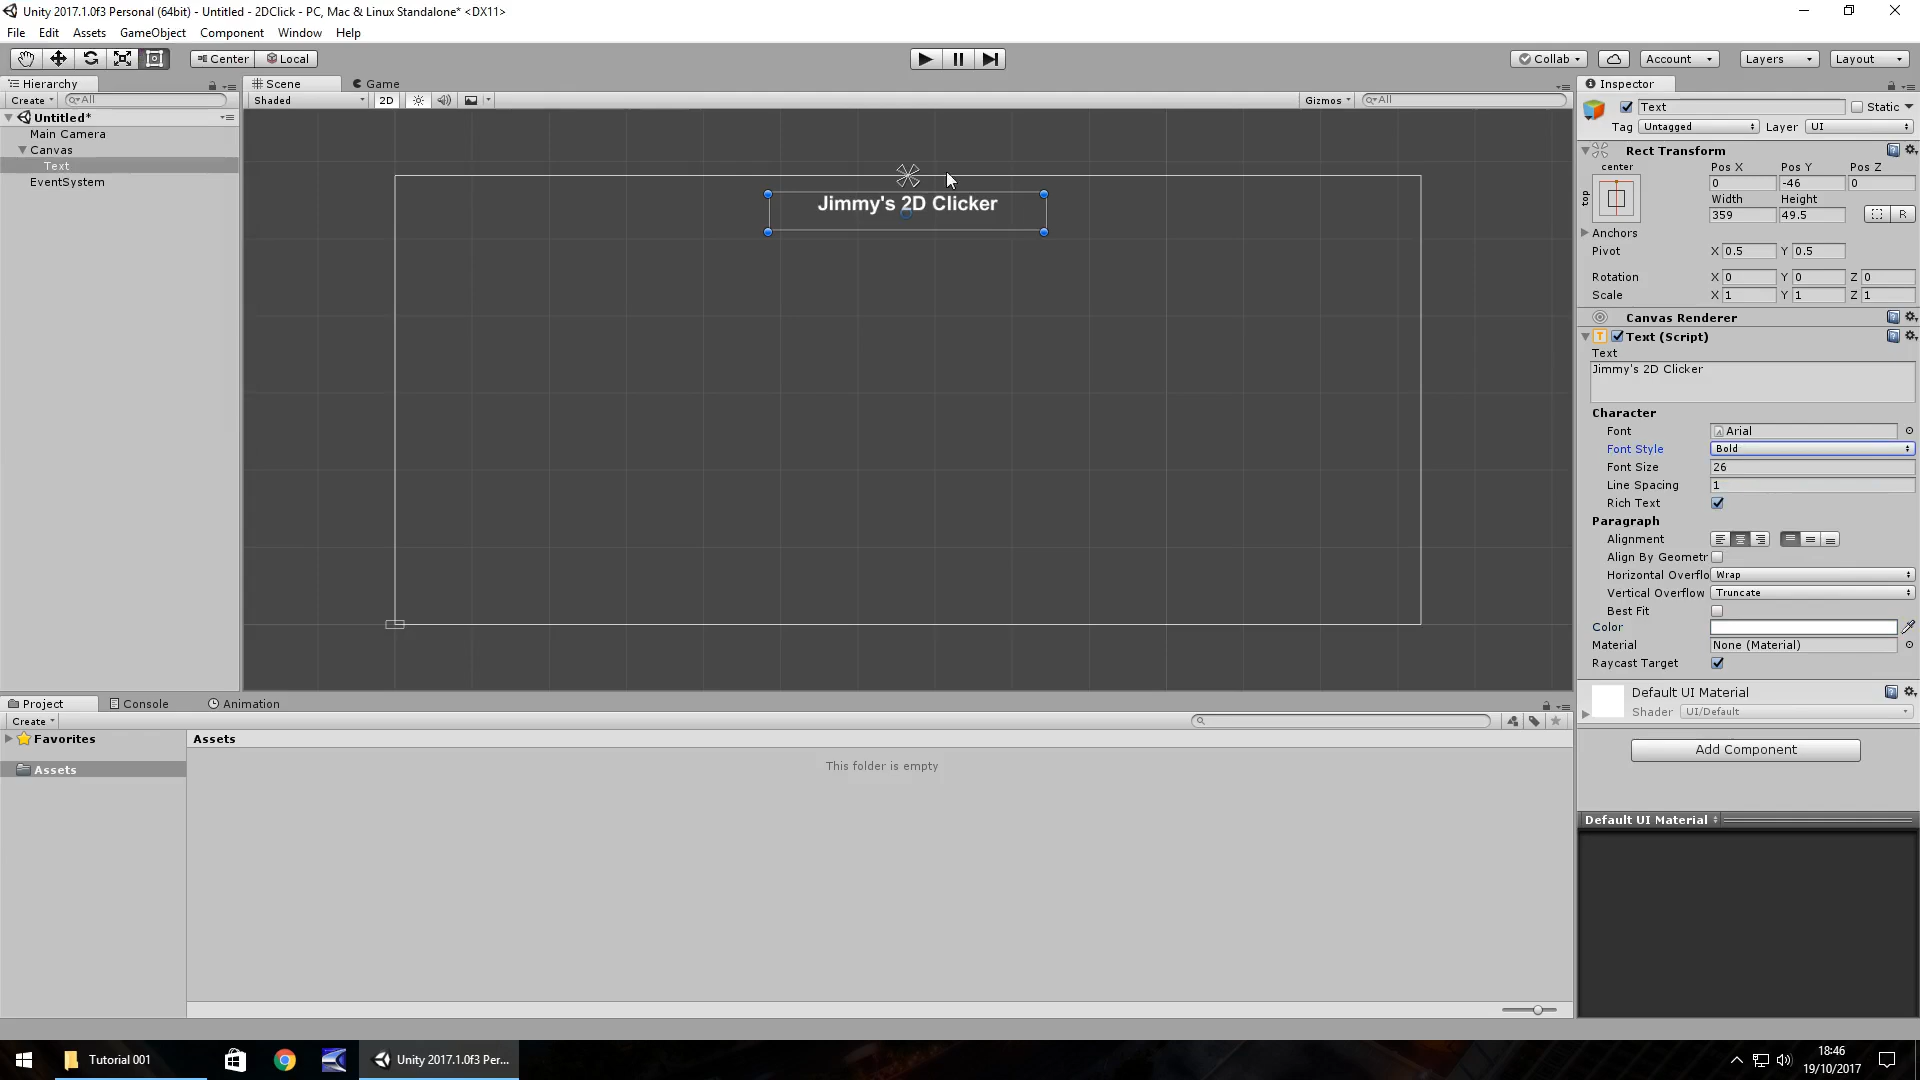 Unity 2017.1.0f3 Personal (64bit) - Untitled - 2DClick - PC, Mac & Linux Standalone* <DX11>
File Edit Assets GameObject Component Window Help
Center Local Collab Account Layers Layout
Hierarchy Scene Game Inspector
Create All Shaded 2D Gizmos All
Untitled*
Main Camera
Canvas
Text
EventSystem
Jimmy's 2D Clicker
Text Static
Tag Untagged Layer UI
Rect Transform
center Pos X Pos Y Pos Z
top 0 -46 0
Width Height
359 49.5 R
Anchors
Pivot X 0.5 Y 0.5
Rotation X 0 Y 0 Z 0
Scale X 1 Y 1 Z 1
Canvas Renderer
T Text (Script)
Text
Jimmy's 2D Clicker
Character
Font Arial
Font Style Bold
Font Size 26
Line Spacing 1
Rich Text
Paragraph
Alignment
Align By Geometr
Horizontal Overflo Wrap
Vertical Overflow Truncate
Best Fit
Color
Material None (Material)
Raycast Target
Default UI Material
Shader UI/Default
Add Component
Default UI Material
Project Console Animation
Create
Favorites
Assets
Assets
This folder is empty
Tutorial 001
Unity 2017.1.0f3 Per...
18:46
19/10/2017